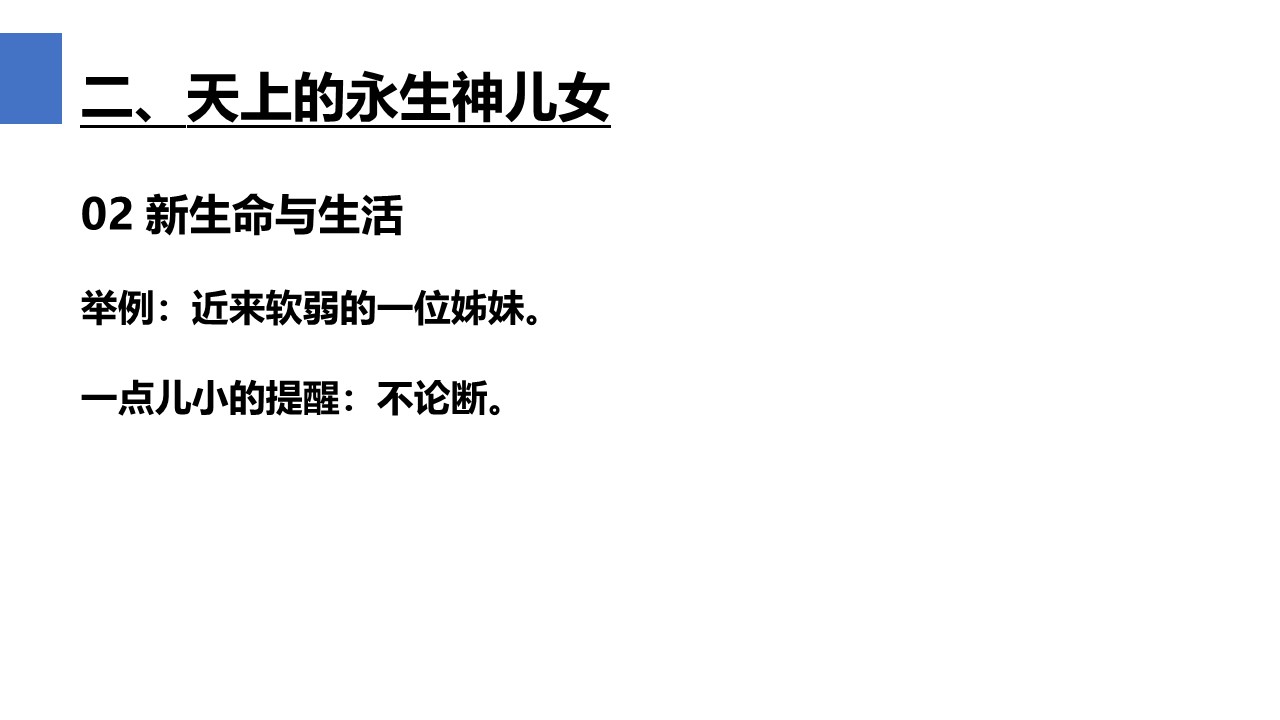 二、天上的永生神儿女
02 新生命与生活
举例：近来软弱的一位姊妹。
一点儿小的提醒：不论断。